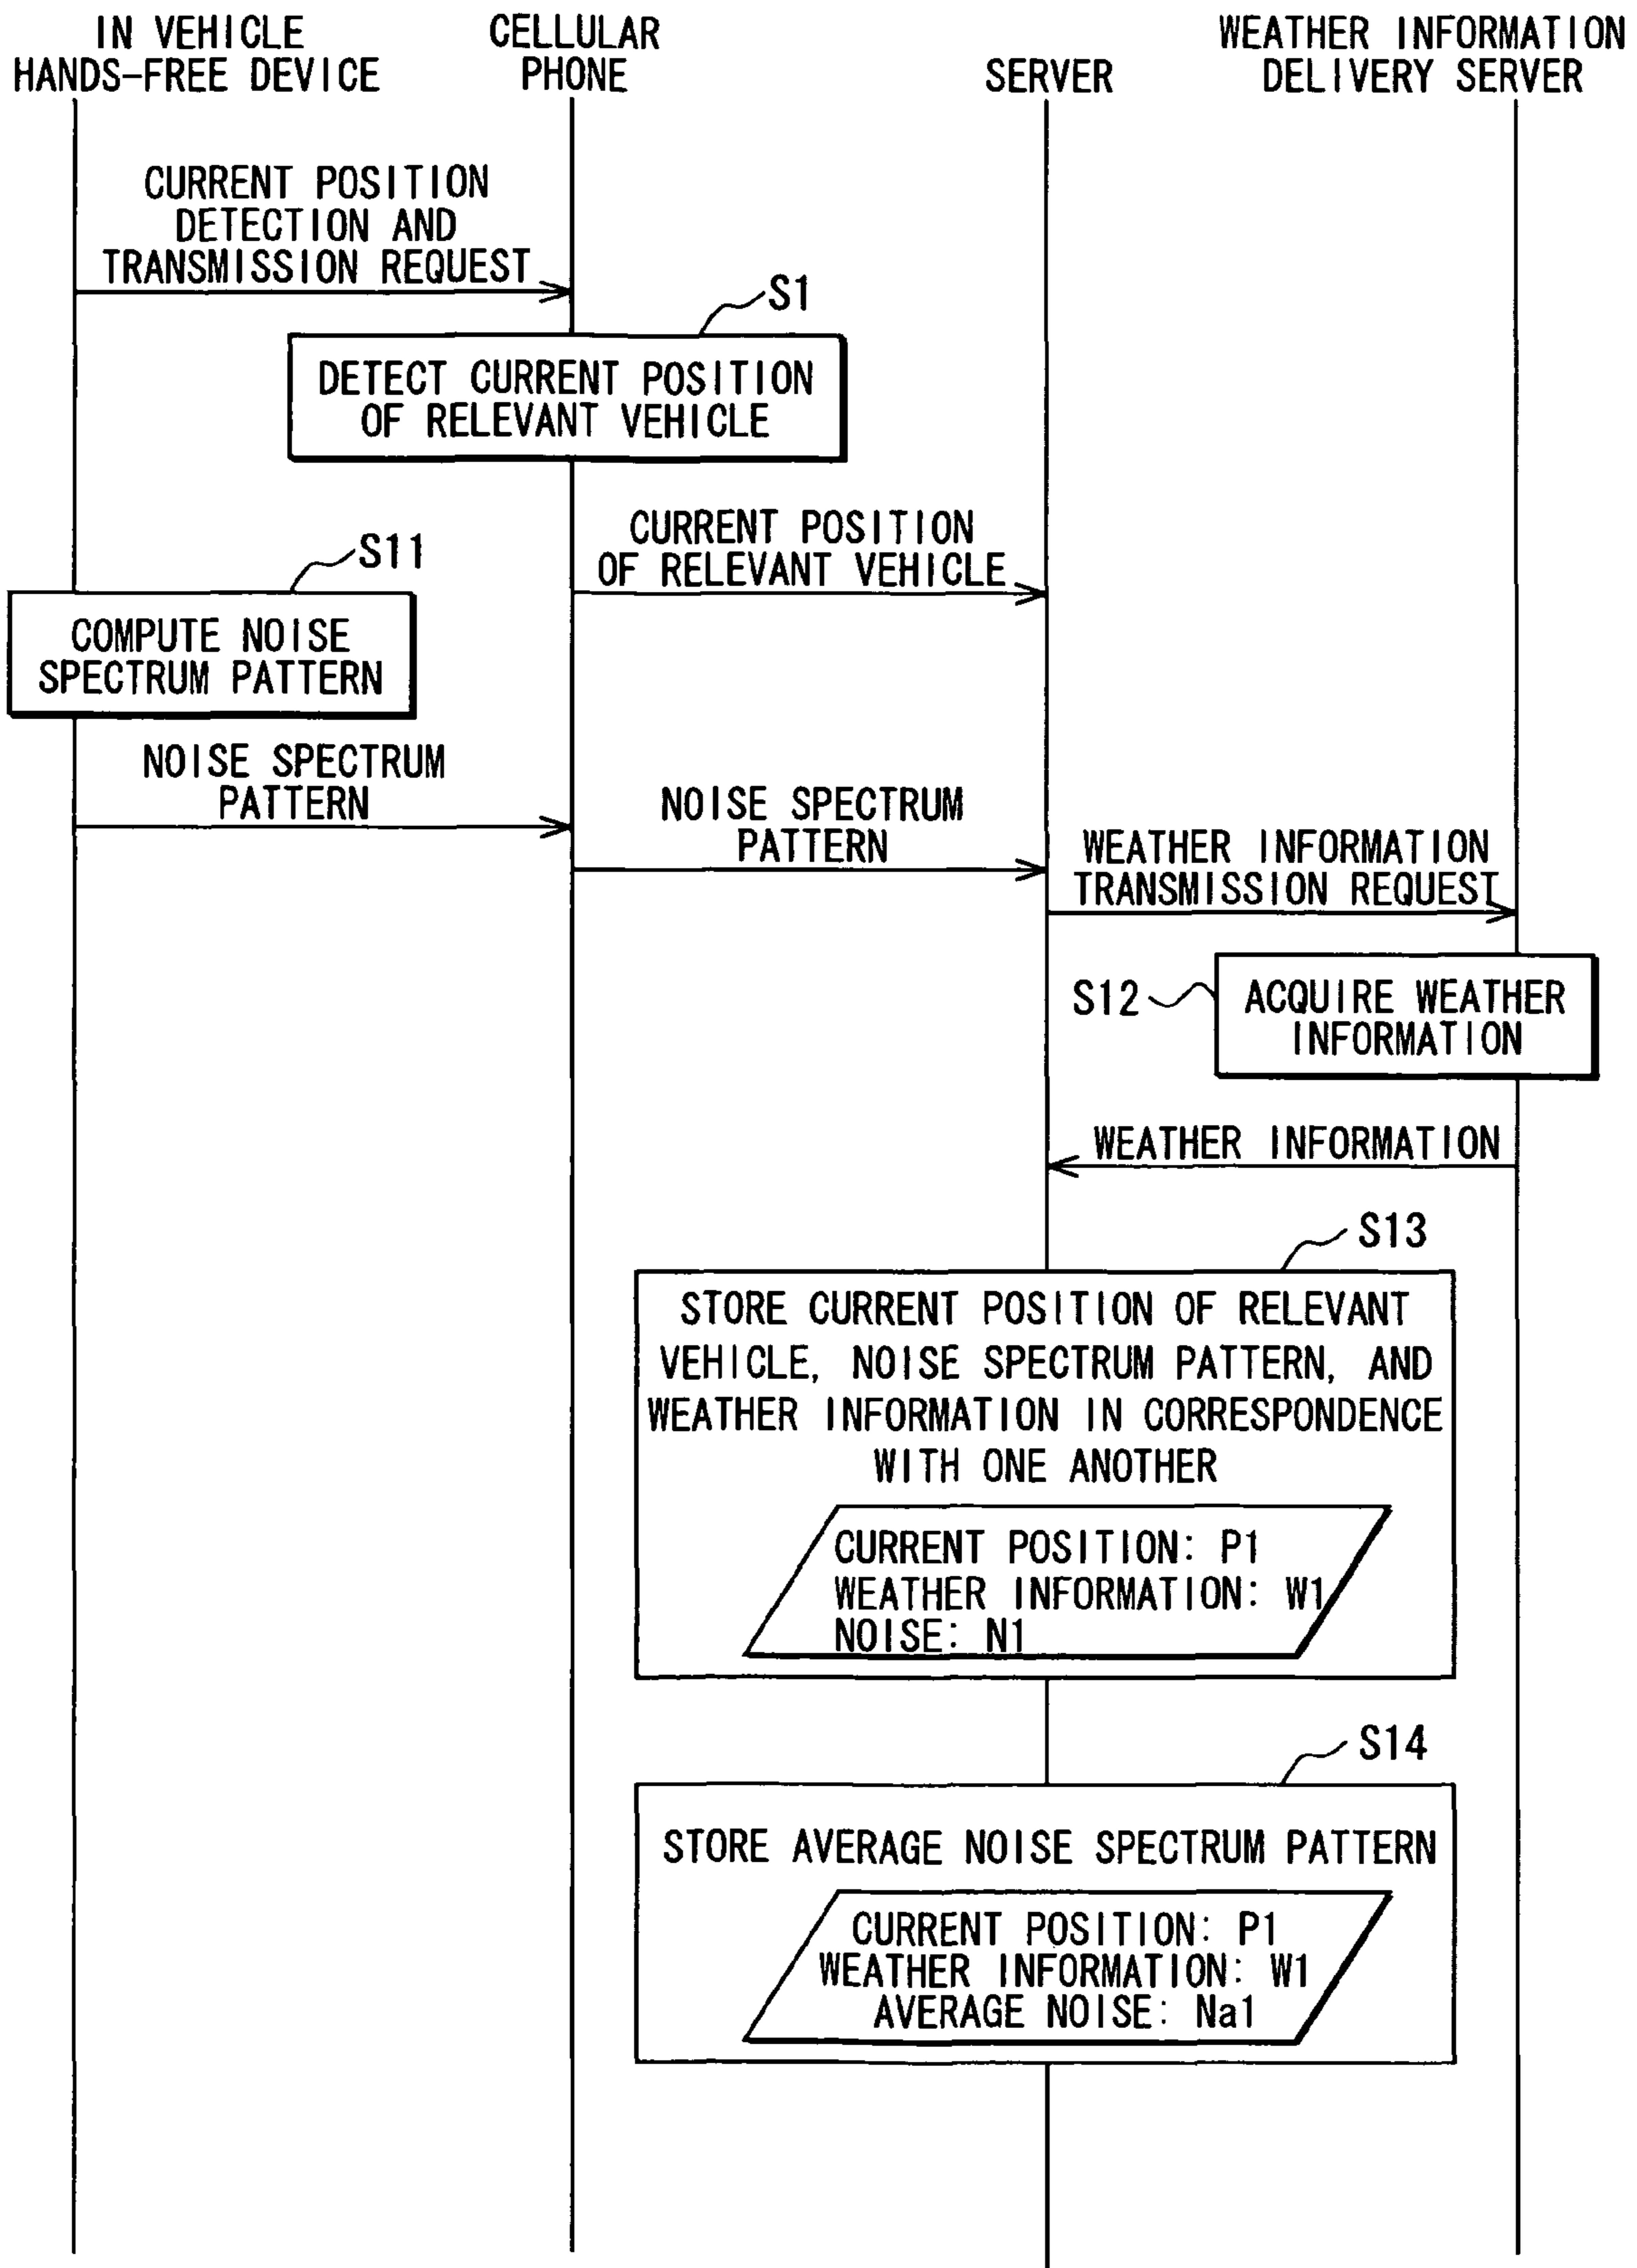 IN VEHICLE
HANDS-FREE DEVICE
CELLULAR
PHONE
SERVER
WEATHER INFORMATION
DELIVERY SERVER
CURRENT POSITION
DETECTION AND
TRANSMISSION REQUEST
S1
DETECT CURRENT POSITION
OF RELEVANT VEHICLE
CURRENT POSITION
OF RELEVANT VEHICLE
S11
COMPUTE NOISE
SPECTRUM PATTERN
NOISE SPECTRUM
PATTERN
NOISE SPECTRUM
PATTERN
WEATHER INFORMATION
TRANSMISSION REQUEST
S12
ACQUIRE WEATHER
INFORMATION
WEATHER INFORMATION
S13
STORE CURRENT POSITION OF RELEVANT
VEHICLE, NOISE SPECTRUM PATTERN, AND
WEATHER INFORMATION IN CORRESPONDENCE
WITH ONE ANOTHER
CURRENT POSITION: P1
WEATHER INFORMATION: W1
NOISE: N1
S14
STORE AVERAGE NOISE SPECTRUM PATTERN
CURRENT POSITION: P1
WEATHER INFORMATION: W1
AVERAGE NOISE: Na1